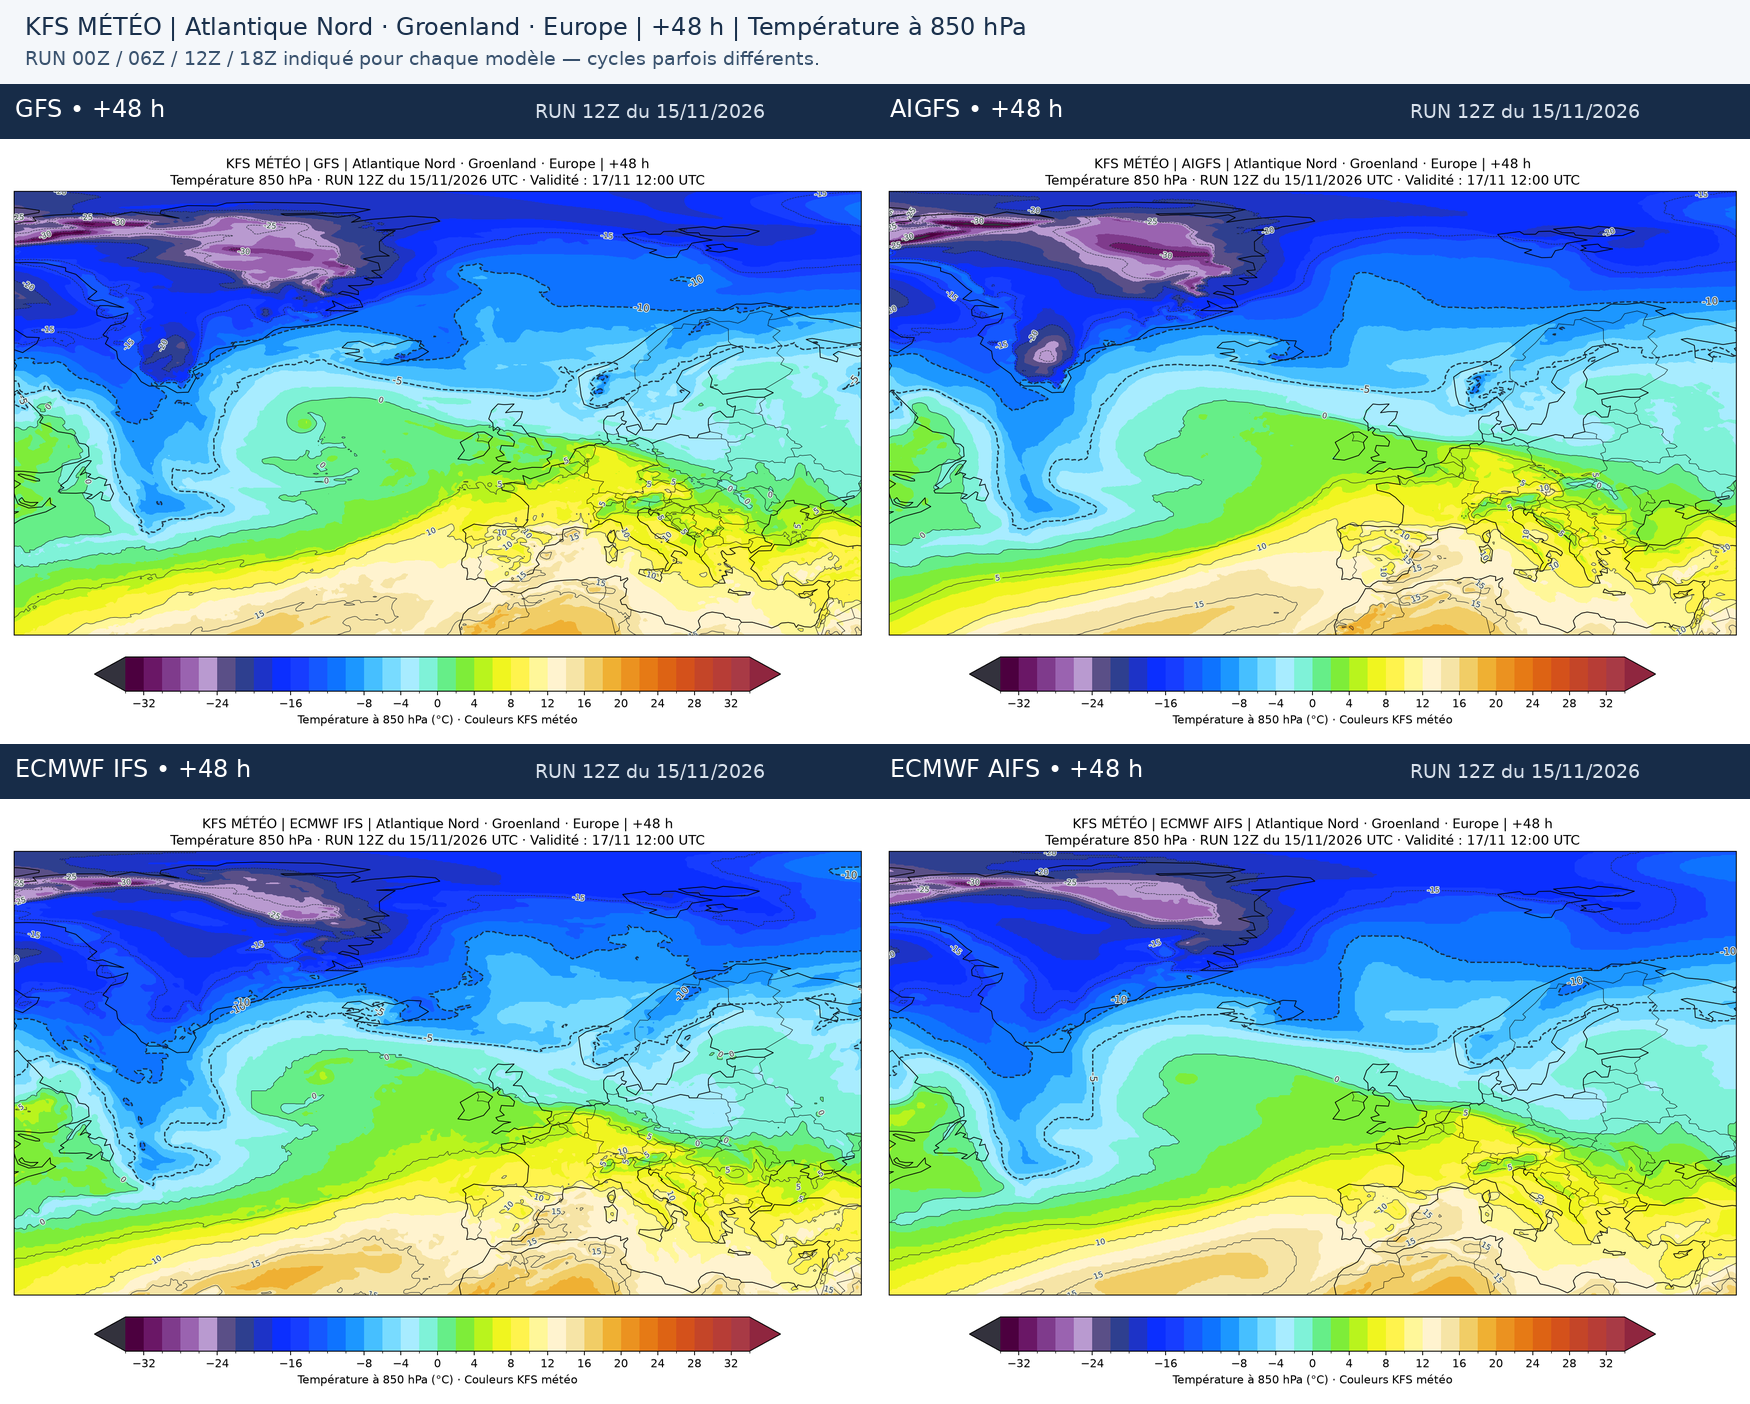 KFS MÉTÉO | Atlantique Nord · Groenland · Europe | +48 h | Température à 850 hPa
RUN 00Z / 06Z / 12Z / 18Z indiqué pour chaque modèle — cycles parfois différents.
GFS • +48 h
RUN 12Z du 15/11/2026
AIGFS • +48 h
RUN 12Z du 15/11/2026
KFS MÉTÉO | GFS | Atlantique Nord · Groenland · Europe | +48 h
Température 850 hPa · RUN 12Z du 15/11/2026 UTC · Validité : 17/11 12:00 UTC
KFS MÉTÉO | AIGFS | Atlantique Nord · Groenland · Europe | +48 h
Température 850 hPa · RUN 12Z du 15/11/2026 UTC · Validité : 17/11 12:00 UTC
−32 −24 −16 −8 −4 0 4 8 12 16 20 24 28 32
Température à 850 hPa (°C) · Couleurs KFS météo
−32 −24 −16 −8 −4 0 4 8 12 16 20 24 28 32
Température à 850 hPa (°C) · Couleurs KFS météo
ECMWF IFS • +48 h
RUN 12Z du 15/11/2026
ECMWF AIFS • +48 h
RUN 12Z du 15/11/2026
KFS MÉTÉO | ECMWF IFS | Atlantique Nord · Groenland · Europe | +48 h
Température 850 hPa · RUN 12Z du 15/11/2026 UTC · Validité : 17/11 12:00 UTC
KFS MÉTÉO | ECMWF AIFS | Atlantique Nord · Groenland · Europe | +48 h
Température 850 hPa · RUN 12Z du 15/11/2026 UTC · Validité : 17/11 12:00 UTC
−32 −24 −16 −8 −4 0 4 8 12 16 20 24 28 32
Température à 850 hPa (°C) · Couleurs KFS météo
−32 −24 −16 −8 −4 0 4 8 12 16 20 24 28 32
Température à 850 hPa (°C) · Couleurs KFS météo